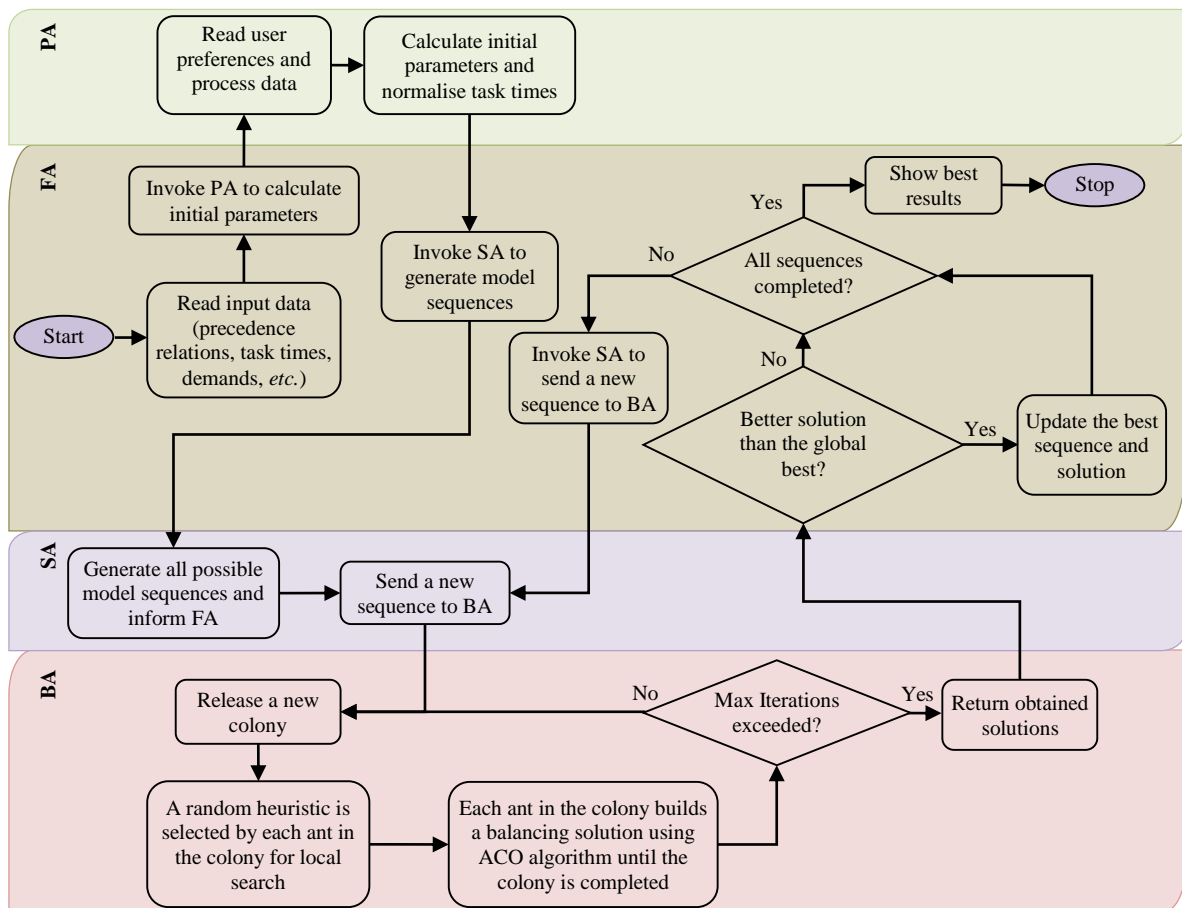 PA
Read user
preferences and
process data
Calculate initial
parameters and
normalise task times
FA
Invoke PA to calculate
initial parameters
Start
Read input data
(precedence
relations, task times,
demands, etc.)
Invoke SA to
generate model
sequences
Show best
results
Stop
Yes
No
All sequences
completed?
Invoke SA to
send a new
sequence to BA
No
Better solution
than the global
best?
Yes
Update the best
sequence and
solution
SA
Generate all possible
model sequences and
inform FA
Send a new
sequence to BA
BA
Release a new
colony
No
Max Iterations
exceeded?
Yes
Return obtained
solutions
A random heuristic is
selected by each ant in
the colony for local
search
Each ant in the colony builds
a balancing solution using
ACO algorithm until the
colony is completed